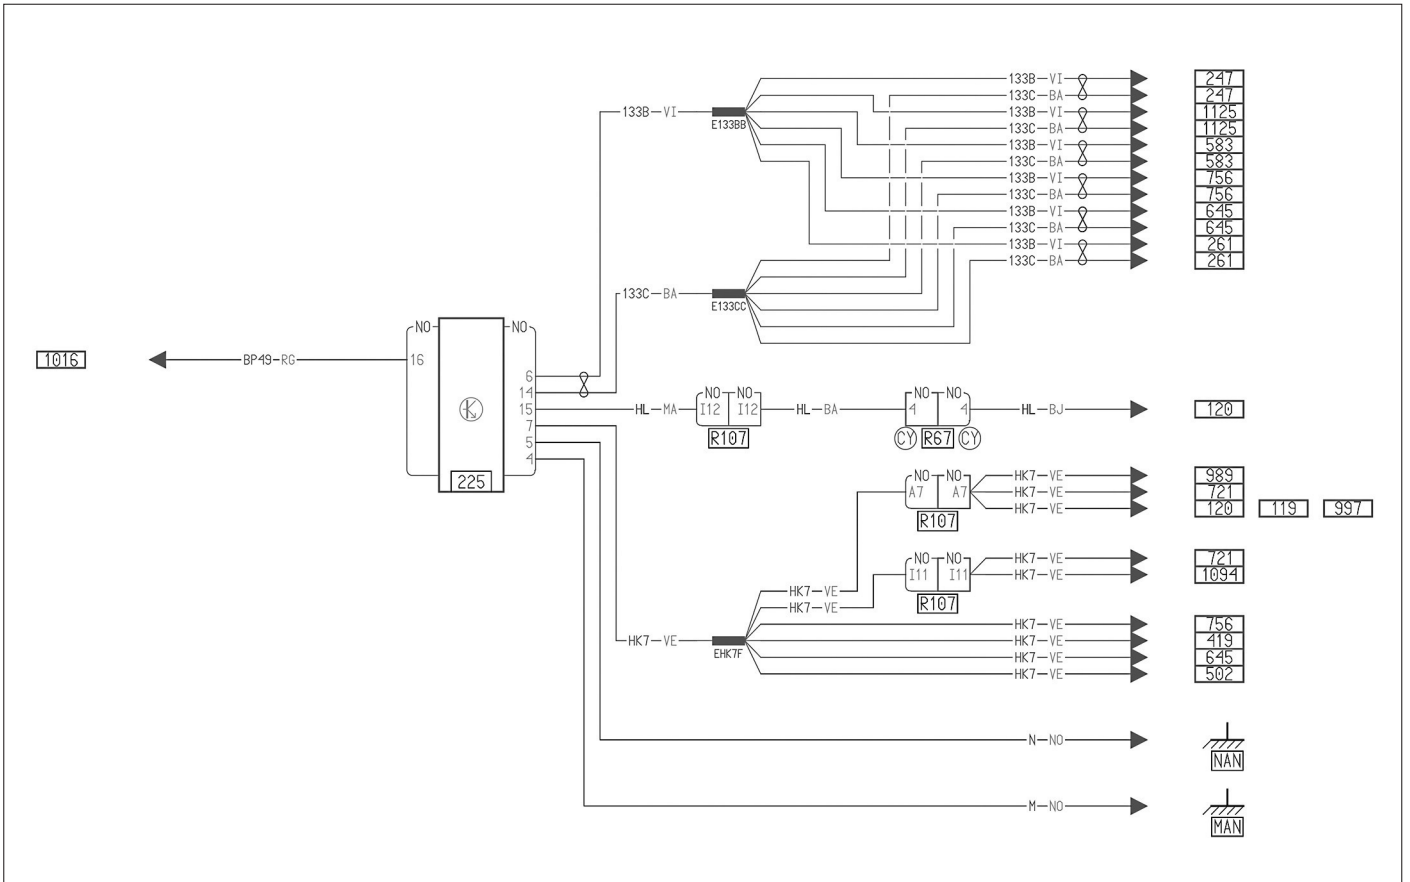 133B VI 247
133C BA 247
133B VI E133BB 133B VI 1125
133C BA 1125
133B VI 583
133C BA 583
133B VI 756
133C BA 756
133B VI 645
133C BA 645
133B VI 261
133C BA 261
133C BA E133CC
NO NO
1016 BP49 RG 16
6
14 NO NO NO NO
15 HL MA I12 I12 HL BA 4 4 HL BJ 120
7 R107 CY R67 CY
5
4
225
NO NO HK7 VE 989
A7 A7 HK7 VE 721
HK7 VE 120 119 997
R107
NO NO HK7 VE 721
I11 I11 HK7 VE 1094
HK7 VE
HK7 VE R107
HK7 VE 756
HK7 VE EHK7F HK7 VE 419
HK7 VE 645
HK7 VE 502
N NO
NAN
M NO
MAN